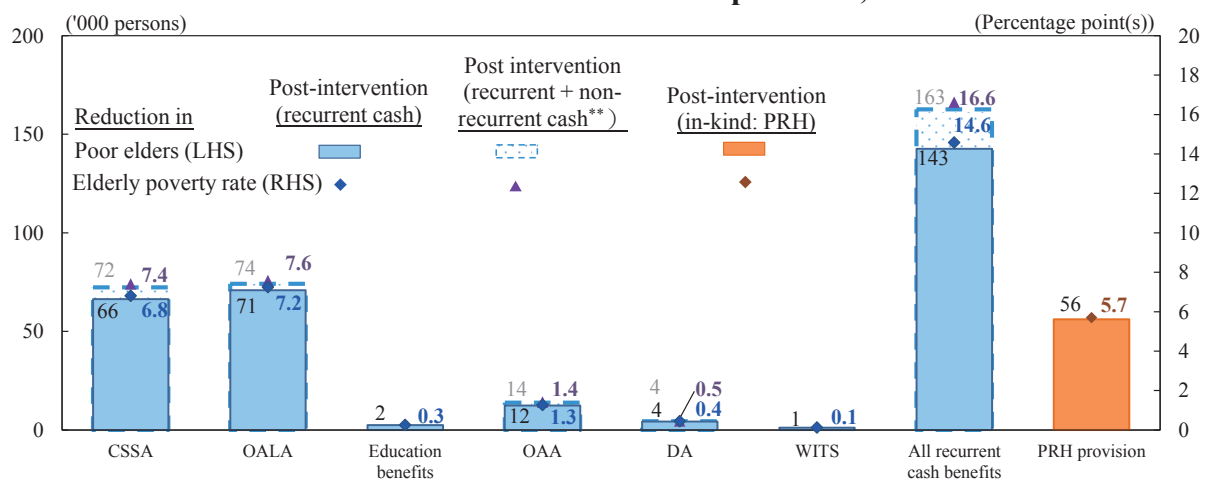 ('000 persons)
(Percentage point(s))
200
150
100
50
0
20
18
16
14
12
10
8
6
4
2
0
Reduction in
Post-intervention
(recurrent cash)
Post intervention
(recurrent + non-
recurrent cash**)
Post-intervention
(in-kind: PRH)
Poor elders (LHS)
Elderly poverty rate (RHS)
72
7.4
66
6.8
74
7.6
71
7.2
2
0.3
14
1.4
12
1.3
4
0.5
4
0.4
1
0.1
163
16.6
14.6
143
56
5.7
CSSA
OALA
Education
benefits
OAA
DA
WITS
All recurrent
cash benefits
PRH provision